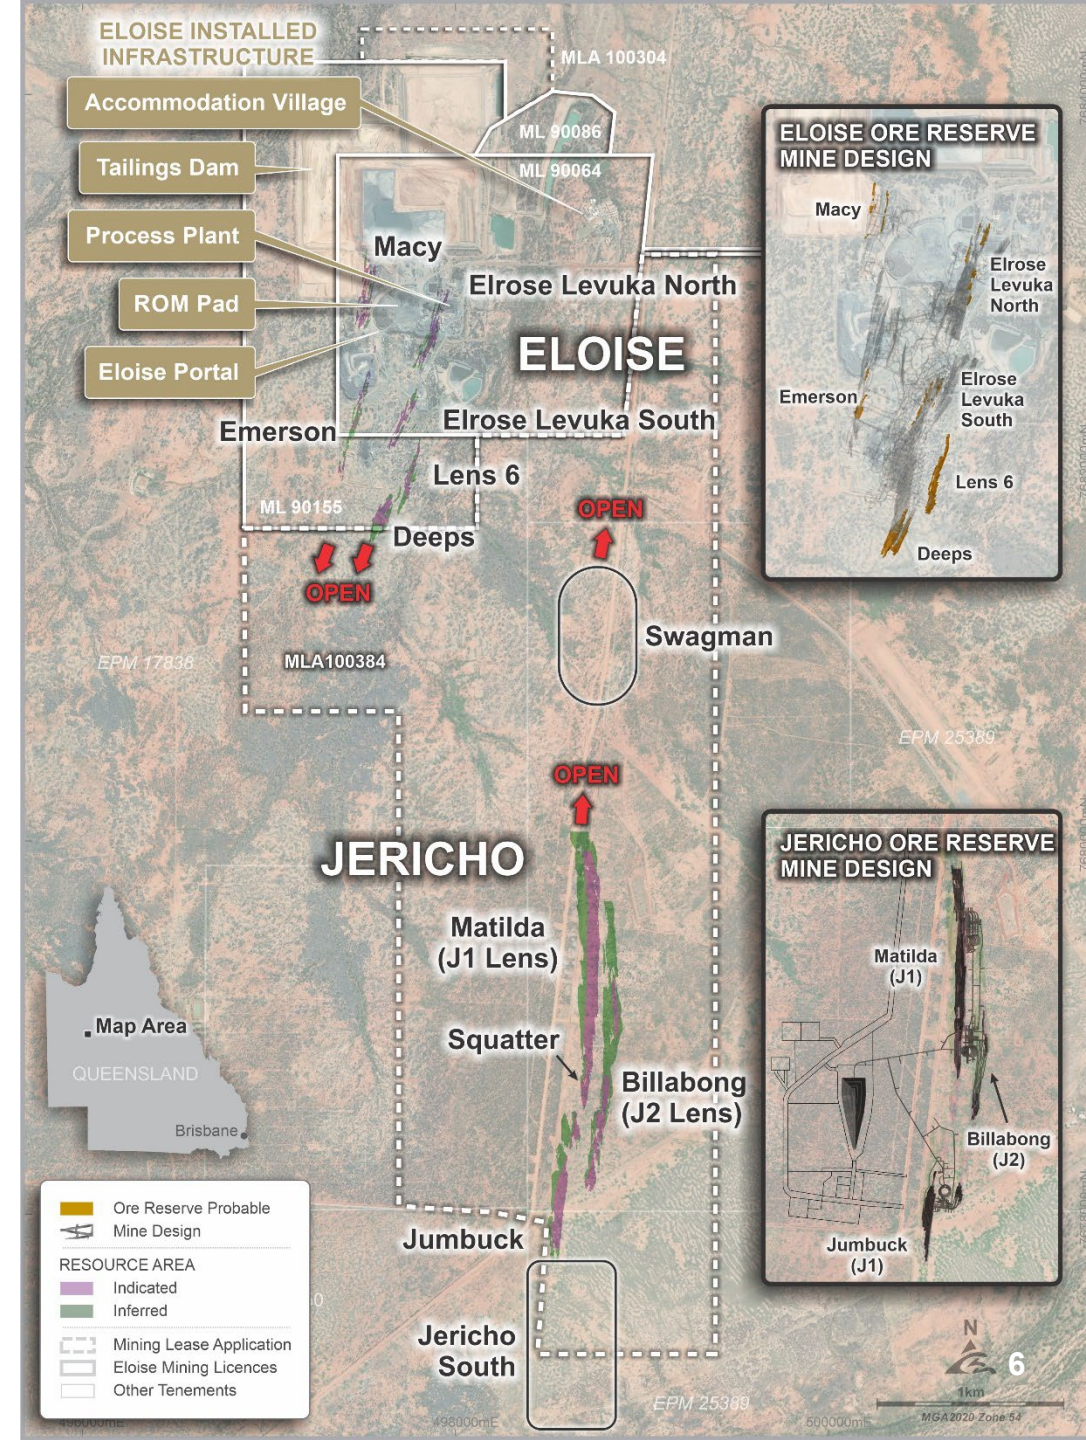 ELOISE INSTALLED
INFRASTRUCTURE
MLA 100304
Accommodation Village
ML 90086
Tailings Dam
ML 90064
Process Plant
Macy
ROM Pad
Elrose Levuka North
Eloise Portal
ELOISE
Emerson
Elrose Levuka South
Lens 6
ML 90155
Deeps
OPEN
OPEN
Swagman
MLA100384
EPM 17838
EPM 25389
OPEN
JERICHO
Matilda
(J1 Lens)
Squatter
Billabong
(J2 Lens)
Jumbuck
Jericho
South
EPM 25389
ELOISE ORE RESERVE
MINE DESIGN
Macy
Elrose
Levuka
North
Elrose
Levuka
South
Emerson
Lens 6
Deeps
JERICHO ORE RESERVE
MINE DESIGN
Matilda
(J1)
Billabong
(J2)
Jumbuck
(J1)
Map Area
QUEENSLAND
Brisbane
Ore Reserve Probable
Mine Design
RESOURCE AREA
Indicated
Inferred
Mining Lease Application
Eloise Mining Licences
Other Tenements
496000mE
498000mE
500000mE
N
6
1km
MGA2020 Zone 54